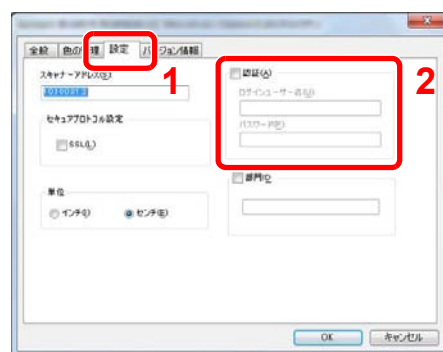 全般 色の 理 設定 バージョン情報
1
2
スキャナーアドレス(S)
認証(A)
ログインユーザー名(U)
パスワード(P)
セキュアプロトコル設定
SSL(L)
部門ID
単位
インチ(I)
センチ(E)
OK
キャンセル